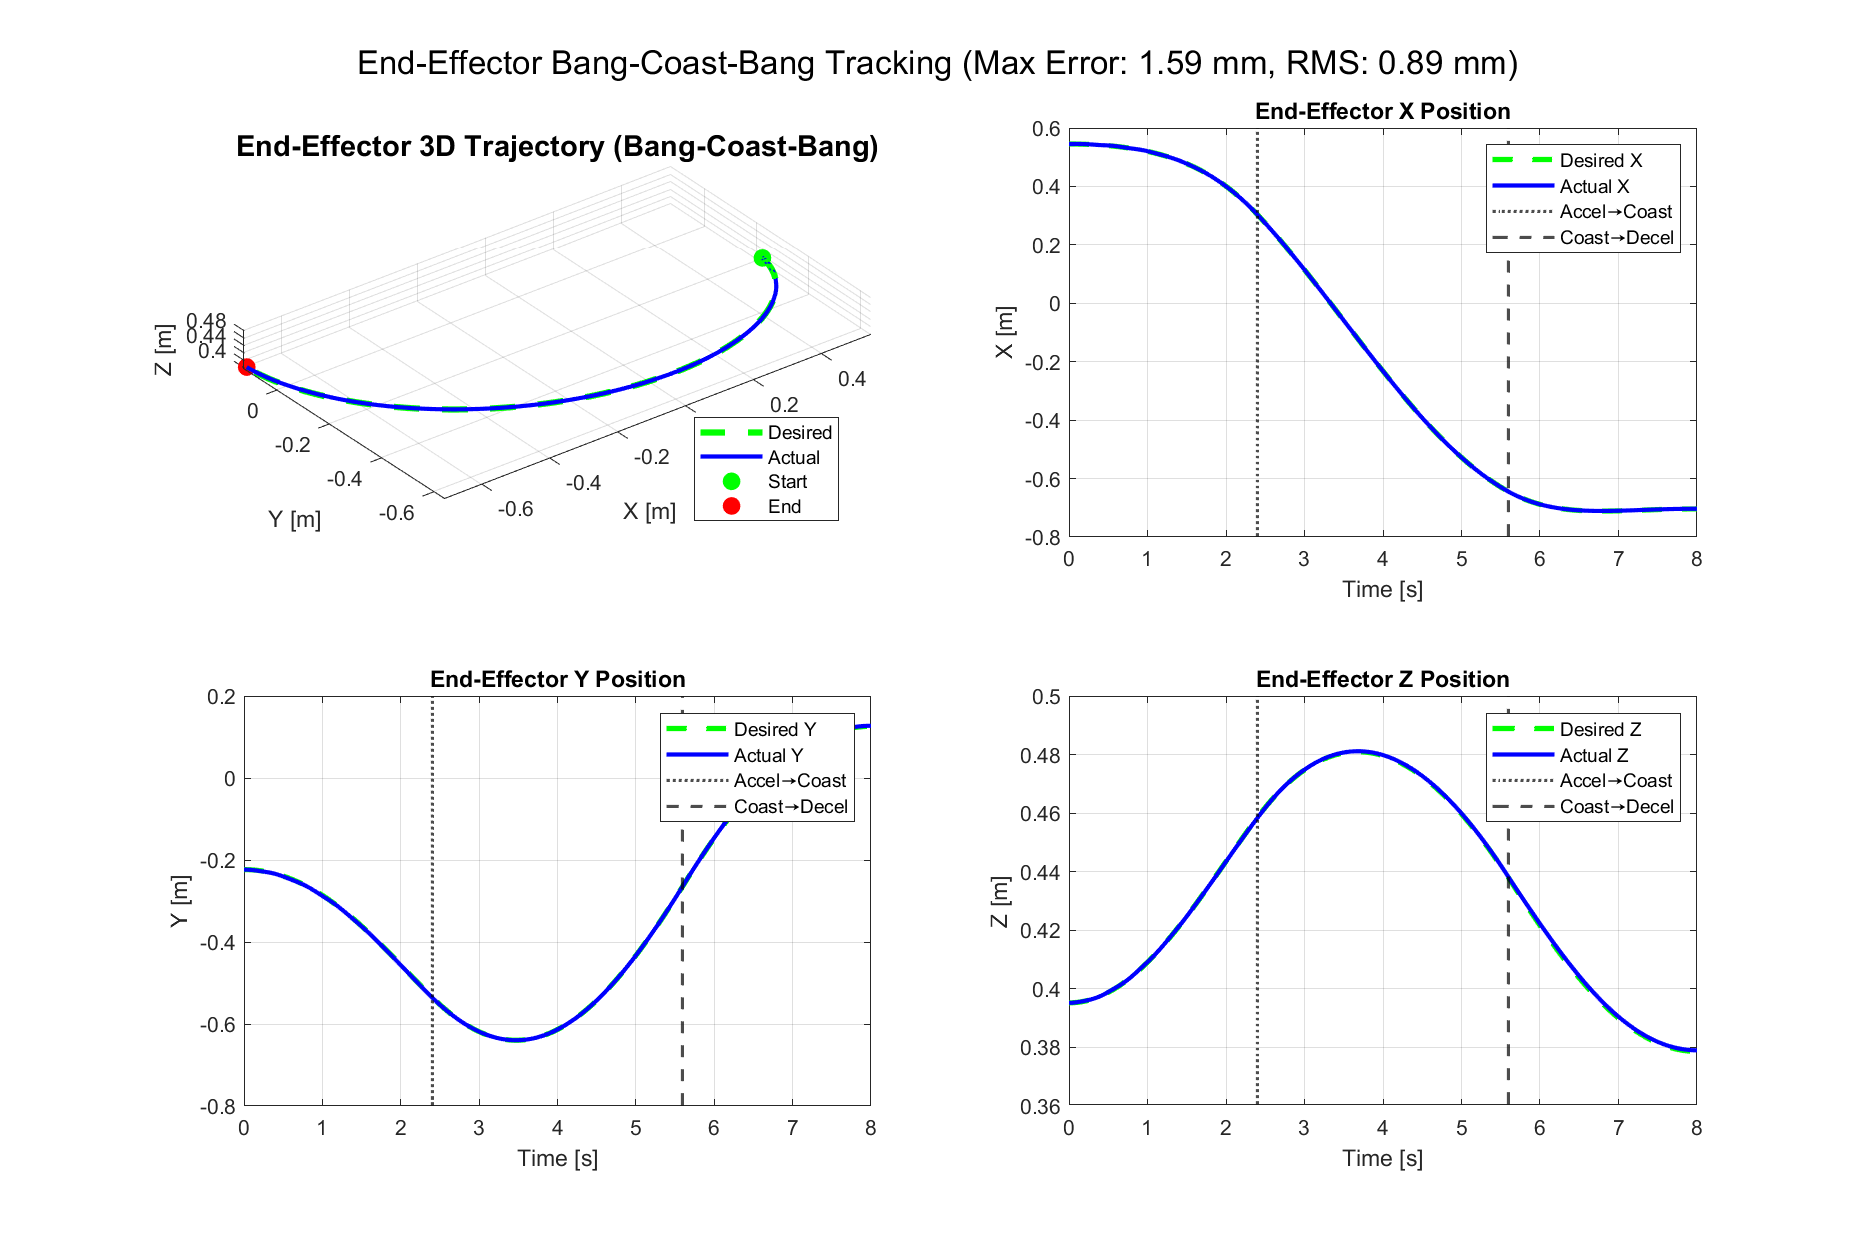 End-Effector Bang-Coast-Bang Tracking (Max Error: 1.59 mm, RMS: 0.89 mm)
End-Effector 3D Trajectory (Bang-Coast-Bang)
0.48
0.44
0.4
Z [m]
0
-0.2
-0.4
-0.6
Y [m]
-0.6
-0.4
-0.2
0.2
0.4
X [m]
Desired
Actual
Start
End
End-Effector X Position
0.6
0.4
0.2
0
-0.2
-0.4
-0.6
-0.8
X [m]
0 1 2 3 4 5 6 7 8
Time [s]
Desired X
Actual X
Accel→Coast
Coast→Decel
End-Effector Y Position
0.2
0
-0.2
-0.4
-0.6
-0.8
Y [m]
0 1 2 3 4 5 6 7 8
Time [s]
Desired Y
Actual Y
Accel→Coast
Coast→Decel
End-Effector Z Position
0.5
0.48
0.46
0.44
0.42
0.4
0.38
0.36
Z [m]
0 1 2 3 4 5 6 7 8
Time [s]
Desired Z
Actual Z
Accel→Coast
Coast→Decel